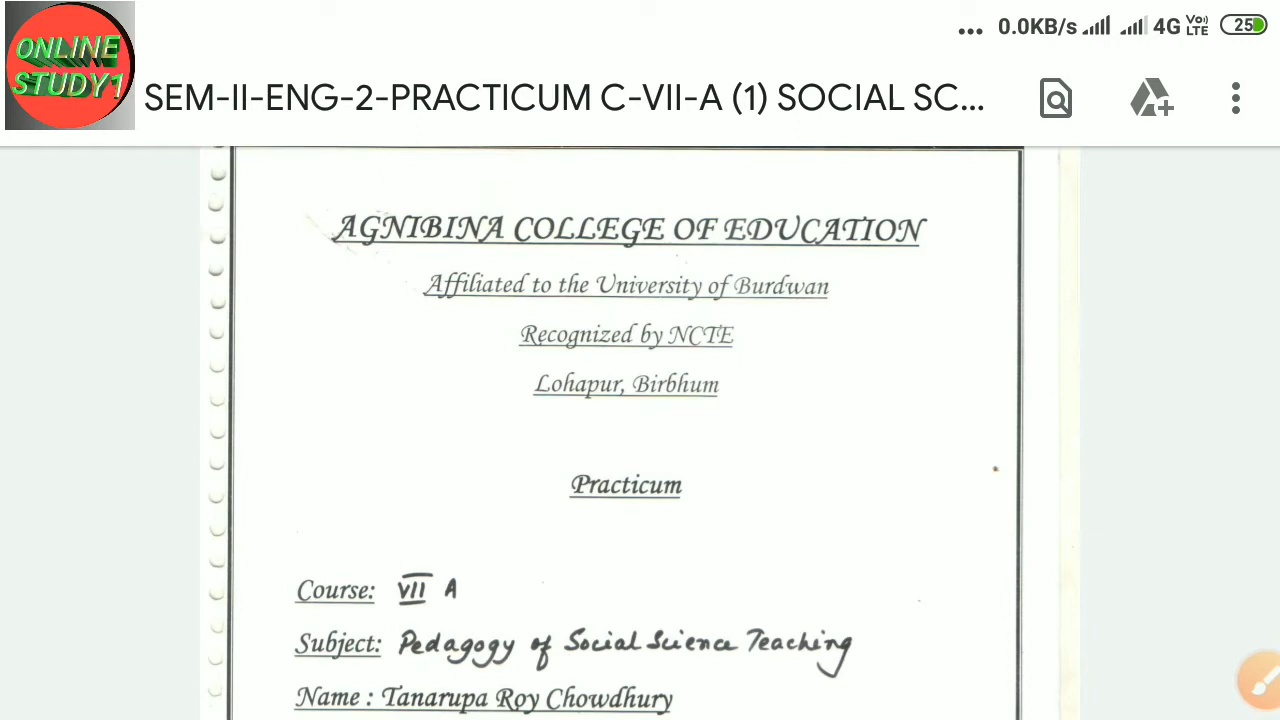 0.0KB/s 4G Vo)) LTE 25
ONLINE
STUDY1
SEM-II-ENG-2-PRACTICUM C-VII-A (1) SOCIAL SC...
AGNIBINA COLLEGE OF EDUCATION
Affiliated to the University of Burdwan
Recognized by NCTE
Lohapur, Birbhum
Practicum
Course: VII A
Subject: Pedagogy of Social Science Teaching
Name : Tanarupa Roy Chowdhury